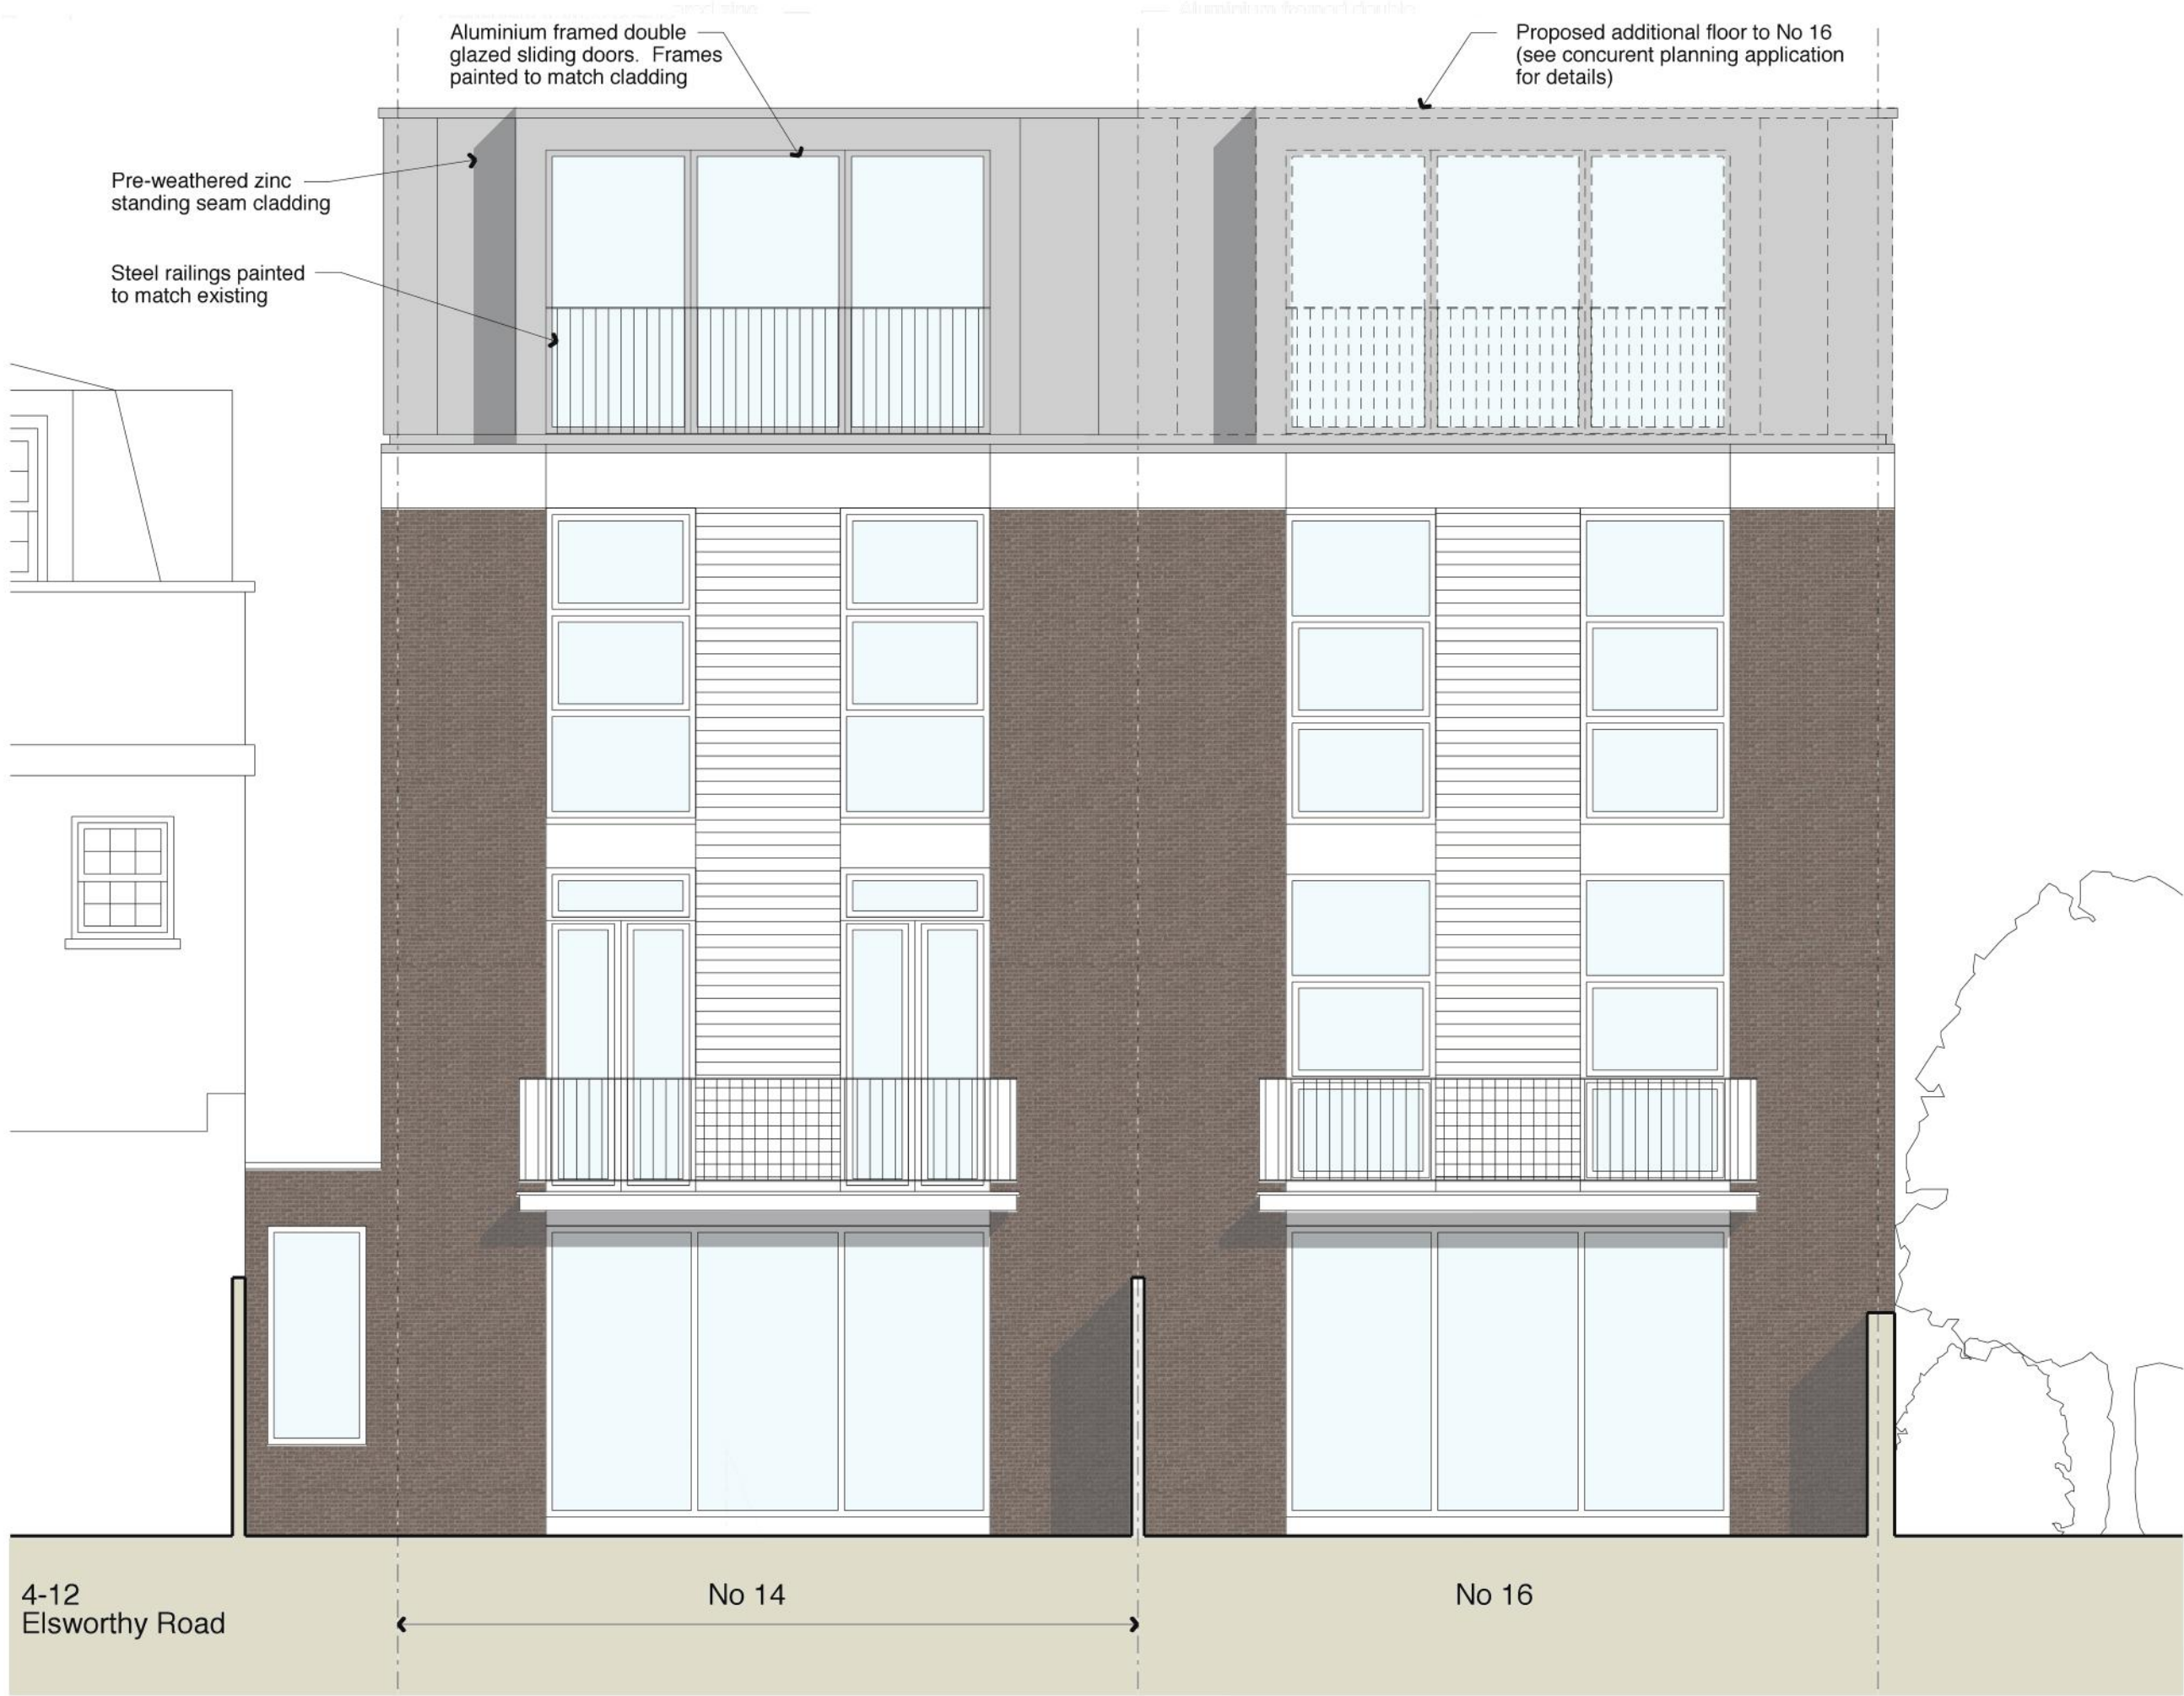 Aluminium framed double
glazed sliding doors. Frames
painted to match cladding
Proposed additional floor to No 16
(see concurent planning application
for details)
Pre-weathered zinc
standing seam cladding
Steel railings painted
to match existing
4-12
Elsworthy Road
No 14
No 16